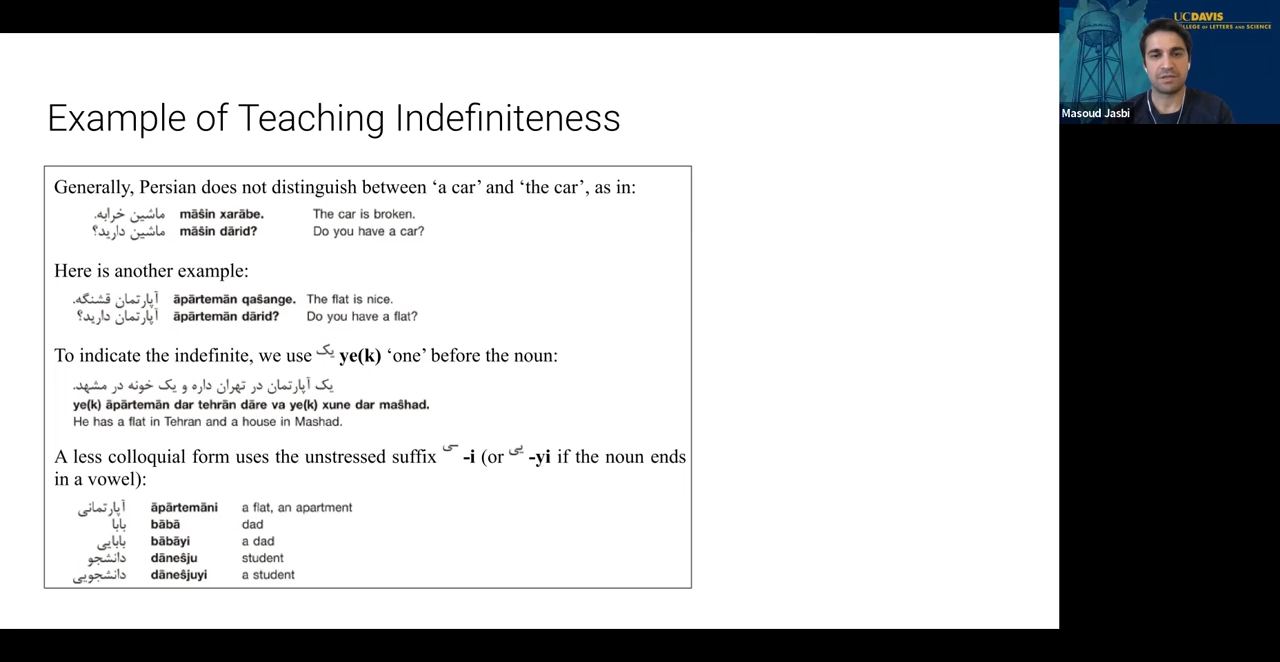 Example of Teaching Indefiniteness
Generally, Persian does not distinguish between ‘a car’ and ‘the car’, as in:
ماشین خرابه. māšin xarābe. The car is broken.
ماشین دارید؟ māšin dārid? Do you have a car?
Here is another example:
آپارتمان قشنگه. āpārtemān qašange. The flat is nice.
آپارتمان دارید؟ āpārtemān dārid? Do you have a flat?
To indicate the indefinite, we use یک ye(k) ‘one’ before the noun:
یک آپارتمان در تهران داره و یک خونه در مشهد.
ye(k) āpārtemān dar tehrān dāre va ye(k) xune dar mašhad.
He has a flat in Tehran and a house in Mashad.
A less colloquial form uses the unstressed suffix ـی -i (or یی -yi if the noun ends
in a vowel):
آپارتمانی āpārtemāni a flat, an apartment
بابا bābā dad
بابایی bābāyi a dad
دانشجو dānešju student
دانشجویی dānešjuyi a student
UCDAVIS
LLEGE OF LETTERS AND SCIENCE
Masoud Jasbi